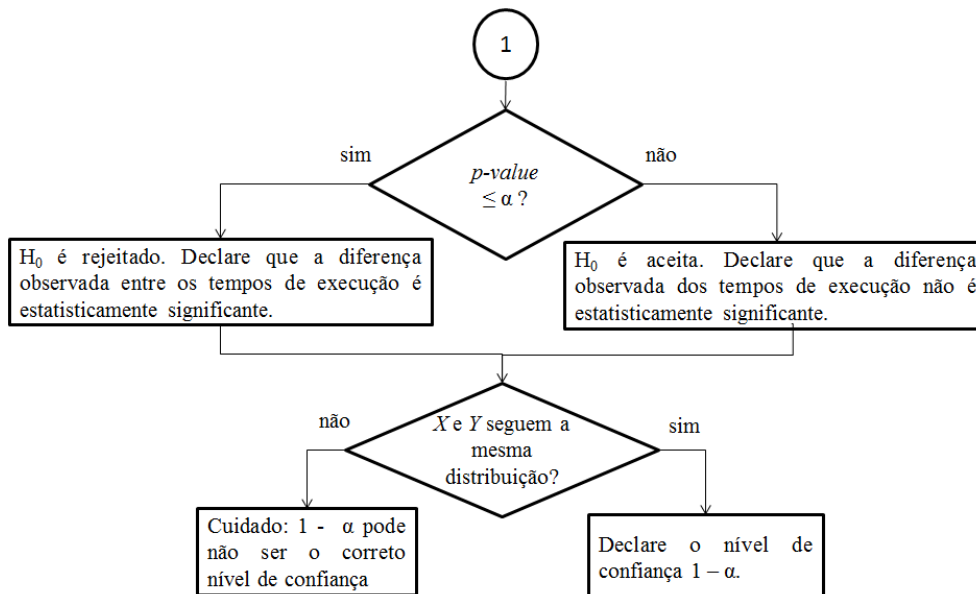 1
sim
não
p-value
≤ α ?
H₀ é rejeitado. Declare que a diferença
observada entre os tempos de execução é
estatisticamente significante.
H₀ é aceita. Declare que a diferença
observada dos tempos de execução não é
estatisticamente significante.
não
sim
X e Y seguem a
mesma
distribuição?
Cuidado: 1 - α pode
não ser o correto
nível de confiança
Declare o nível de
confiança 1 – α.